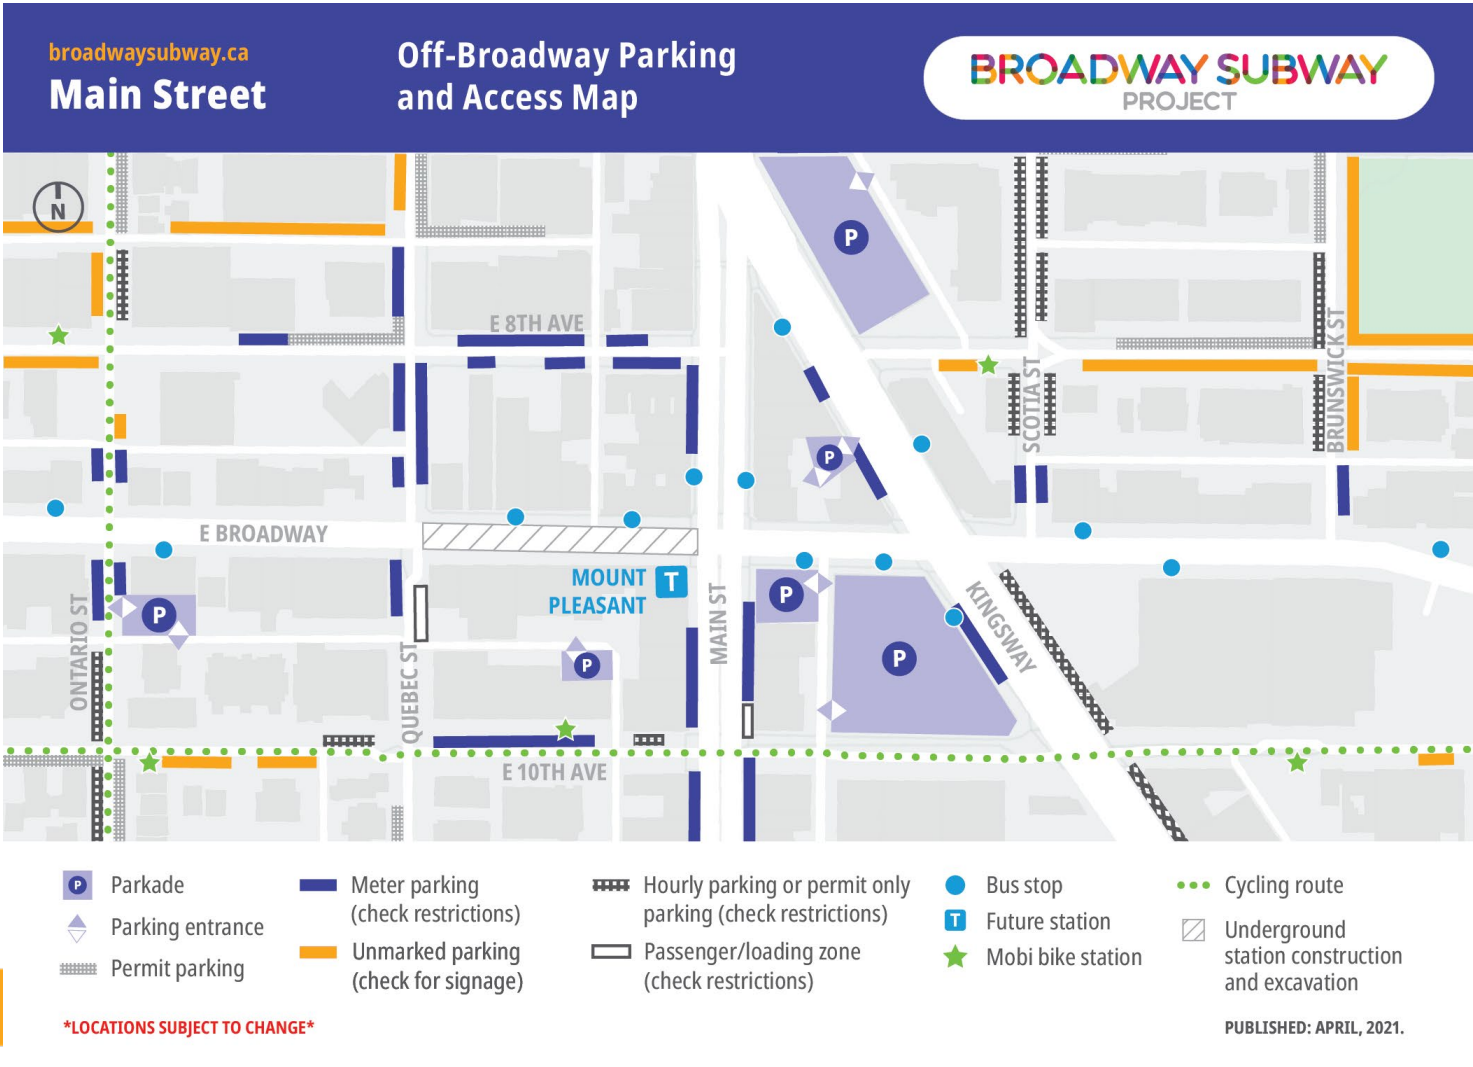 broadwaysubway.ca
Main Street
Off-Broadway Parking
and Access Map
BROADWAY SUBWAY
PROJECT
N
P
E 8TH AVE
SCOTIA ST
BRUNSWICK ST
P
E BROADWAY
MOUNT
PLEASANT
T
P
P
P
P
ONTARIO ST
QUEBEC ST
MAIN ST
KINGSWAY
E 10TH AVE
P Parkade
Parking entrance
Permit parking
Meter parking
(check restrictions)
Unmarked parking
(check for signage)
Hourly parking or permit only
parking (check restrictions)
Passenger/loading zone
(check restrictions)
Bus stop
T Future station
Mobi bike station
Cycling route
Underground
station construction
and excavation
*LOCATIONS SUBJECT TO CHANGE*
PUBLISHED: APRIL, 2021.